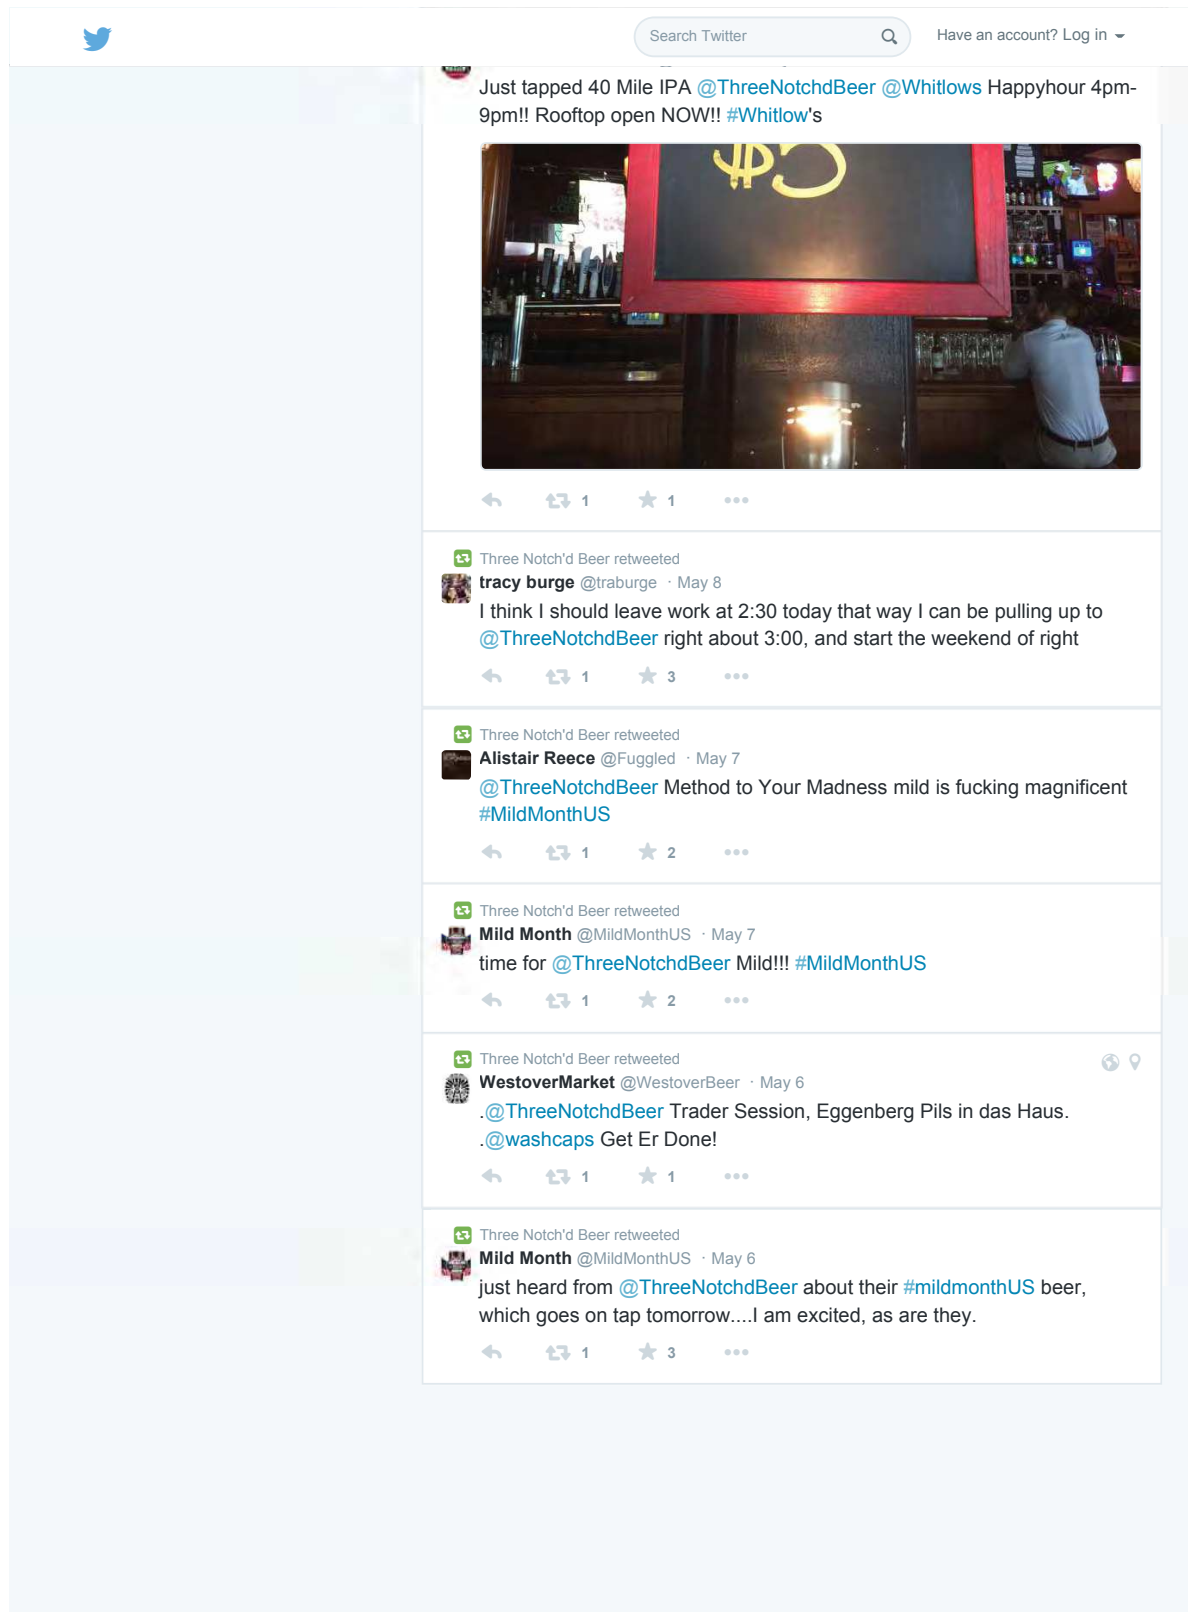 Search Twitter
Have an account? Log in
Just tapped 40 Mile IPA @ThreeNotchdBeer @Whitlows Happyhour 4pm-
9pm!! Rooftop open NOW!! #Whitlow's
$5
1 1
Three Notch'd Beer retweeted
tracy burge @traburge · May 8
I think I should leave work at 2:30 today that way I can be pulling up to
@ThreeNotchdBeer right about 3:00, and start the weekend of right
1 3
Three Notch'd Beer retweeted
Alistair Reece @Fuggled · May 7
@ThreeNotchdBeer Method to Your Madness mild is fucking magnificent
#MildMonthUS
1 2
Three Notch'd Beer retweeted
Mild Month @MildMonthUS · May 7
time for @ThreeNotchdBeer Mild!!! #MildMonthUS
1 2
Three Notch'd Beer retweeted
WestoverMarket @WestoverBeer · May 6
.@ThreeNotchdBeer Trader Session, Eggenberg Pils in das Haus.
.@washcaps Get Er Done!
1 1
Three Notch'd Beer retweeted
Mild Month @MildMonthUS · May 6
just heard from @ThreeNotchdBeer about their #mildmonthUS beer,
which goes on tap tomorrow....I am excited, as are they.
1 3